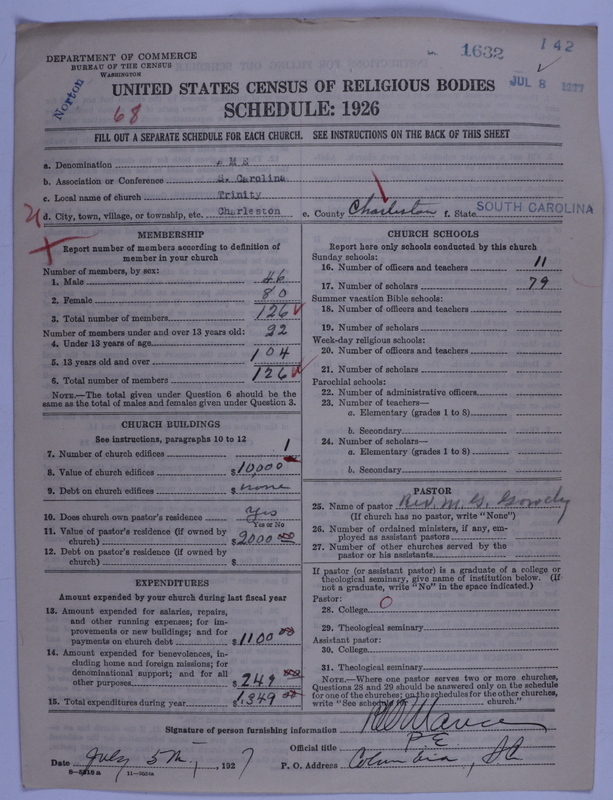 1632
142
JUL 8 1927
DEPARTMENT OF COMMERCE
BUREAU OF THE CENSUS
WASHINGTON
Norton
68
UNITED STATES CENSUS OF RELIGIOUS BODIES
SCHEDULE: 1926
FILL OUT A SEPARATE SCHEDULE FOR EACH CHURCH. SEE INSTRUCTIONS ON THE BACK OF THIS SHEET
a. Denomination A M E
b. Association or Conference S. Carolina
c. Local name of church Trinity
d. City, town, village, or township, etc. Charleston e. County Charleston f. State SOUTH CAROLINA
MEMBERSHIP
Report number of members according to definition of
member in your church
Number of members, by sex:
1. Male 46
2. Female 80
3. Total number of members 126
Number of members under and over 13 years old:
4. Under 13 years of age 22
5. 13 years old and over 104
6. Total number of members 126
NOTE.—The total given under Question 6 should be the
same as the total of males and females given under Question 3.
CHURCH BUILDINGS
See instructions, paragraphs 10 to 12
7. Number of church edifices 1
8. Value of church edifices $10,000
9. Debt on church edifices $none
10. Does church own pastor's residence Yes
Yes or No
11. Value of pastor's residence (if owned by
church) $2000 00
12. Debt on pastor's residence (if owned by
church) $
EXPENDITURES
Amount expended by your church during last fiscal year
13. Amount expended for salaries, repairs,
and other running expenses; for im-
provements or new buildings; and for
payments on church debt $1100 00
14. Amount expended for benevolences, in-
cluding home and foreign missions; for
denominational support; and for all
other purposes $249 00
15. Total expenditures during year $1,349 00
CHURCH SCHOOLS
Report here only schools conducted by this church
Sunday schools:
16. Number of officers and teachers 11
17. Number of scholars 79
Summer vacation Bible schools:
18. Number of officers and teachers
19. Number of scholars
Week-day religious schools:
20. Number of officers and teachers
21. Number of scholars
Parochial schools:
22. Number of administrative officers
23. Number of teachers—
a. Elementary (grades 1 to 8)
b. Secondary
24. Number of scholars—
a. Elementary (grades 1 to 8)
b. Secondary
PASTOR
25. Name of pastor Rev. M. G.
(If church has no pastor, write "None")
26. Number of ordained ministers, if any, em-
ployed as assistant pastors
27. Number of other churches served by the
pastor or his assistants
If pastor (or assistant pastor) is a graduate of a college or
theological seminary, give name of institution below. (If
not a graduate, write "No" in the space indicated.)
Pastor:
28. College 0
29. Theological seminary
Assistant pastor:
30. College
31. Theological seminary
NOTE.—Where one pastor serves two or more churches,
Questions 28 and 29 should be answered only on the schedule
for one of the churches; on the schedules for the other churches,
write "See schedule for church."
Signature of person furnishing information
Official title P E
Date July 5th, 1927 P. O. Address Columbia, SC
11—9034